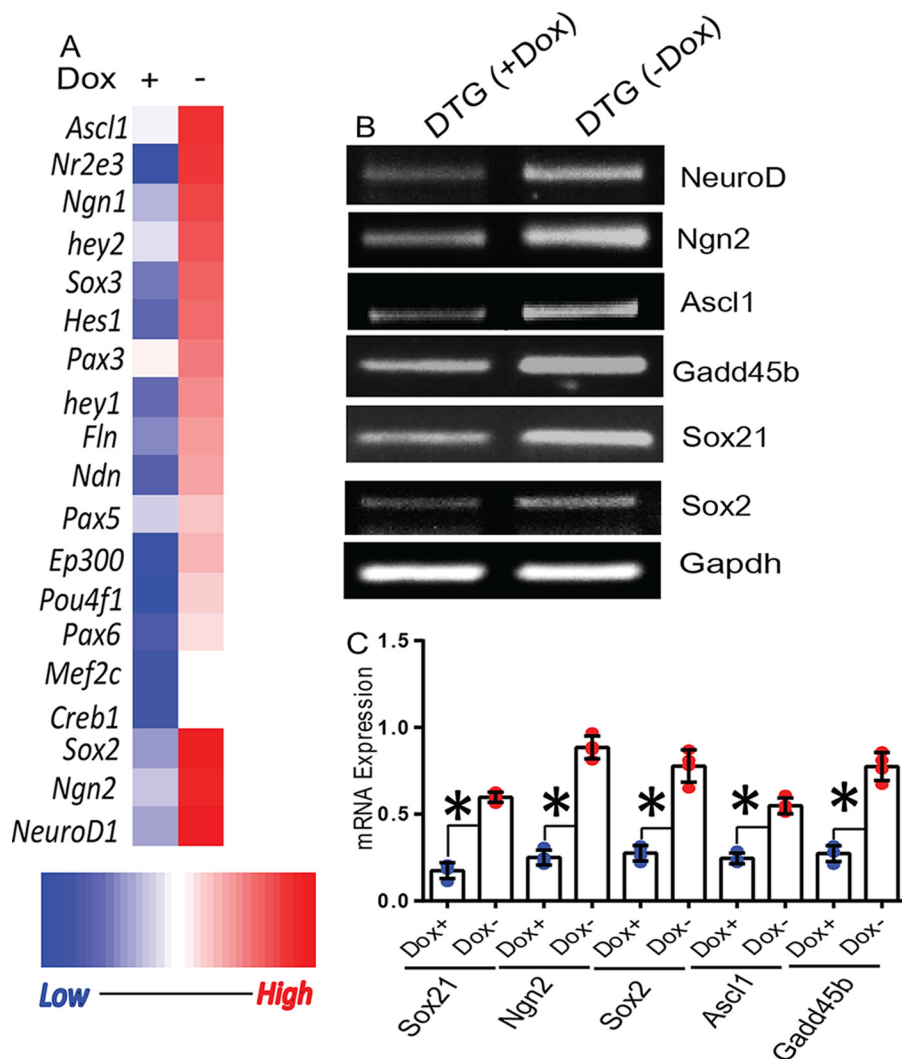 A
Dox + -
Ascl1
Nr2e3
Ngn1
hey2
Sox3
Hes1
Pax3
hey1
Fln
Ndn
Pax5
Ep300
Pou4f1
Pax6
Mef2c
Creb1
Sox2
Ngn2
NeuroD1
Low High
B
DTG (+Dox) DTG (-Dox)
NeuroD
Ngn2
Ascl1
Gadd45b
Sox21
Sox2
Gapdh
C
mRNA Expression
1.5
1.0
0.5
0.0
* * * * *
Dox+ Dox- Dox+ Dox- Dox+ Dox- Dox+ Dox- Dox+ Dox-
Sox21 Ngn2 Sox2 Ascl1 Gadd45b